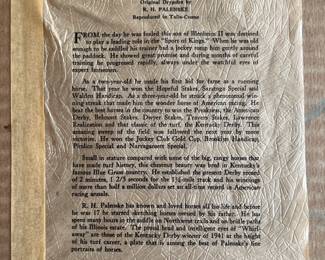 Original Drypoint by
R. H. PALENSKE
Reproduced in Talio-Crome
FROM the day he was foaled this son of Blenheim II was destined
to play a leading role in the "Sport of Kings." When he was old
enough to be saddled his trainer had a jockey romp him gently around
the paddock. He showed great promise and during months of careful
training he progressed rapidly, always under the watchful eyes of
expert horsemen.
As a two-year-old he made his first bid for fame as a running
horse. That year he won the Hopeful Stakes, Saratoga Special and
Walden Handicap. As a three-year-old he struck a phenomenal win-
ning streak that made him the wonder horse of American racing. He
beat the best horses in the country to win the Preakness, the American
Derby, Belmont Stakes, Dwyer Stakes, Travers Stakes, Lawrence
Realization and that classic of the turf, the Kentucky Derby. This
amazing sweep of the field was followed the next year by more
victories. He won the Jockey Club Gold Cup, Brooklyn Handicap,
Pimlico Special and Narragansett Special.
Small in stature compared with some of the big, rangy horses that
have made turf history, this chestnut beauty was bred in Kentucky's
famous Blue Grass country. He established the present Derby record
of 2 minutes, 1 2/5 seconds for the 1¼-mile track and his winnings
of more than half a million dollars set an all-time record in American
racing annals.
R. H. Palenske has known and loved horses all his life and before
he was 17 he started sketching horses owned by his father. He has
spent many hours in the saddle on Northwest trails and on bridle paths
of his Illinois estate. The proud head and intelligent eyes of "Whirl-
away" are those of the Kentucky Derby winner of 1941 at the height
of his turf career, a plate that is among the best of Palenske's fine
portraits of horses.